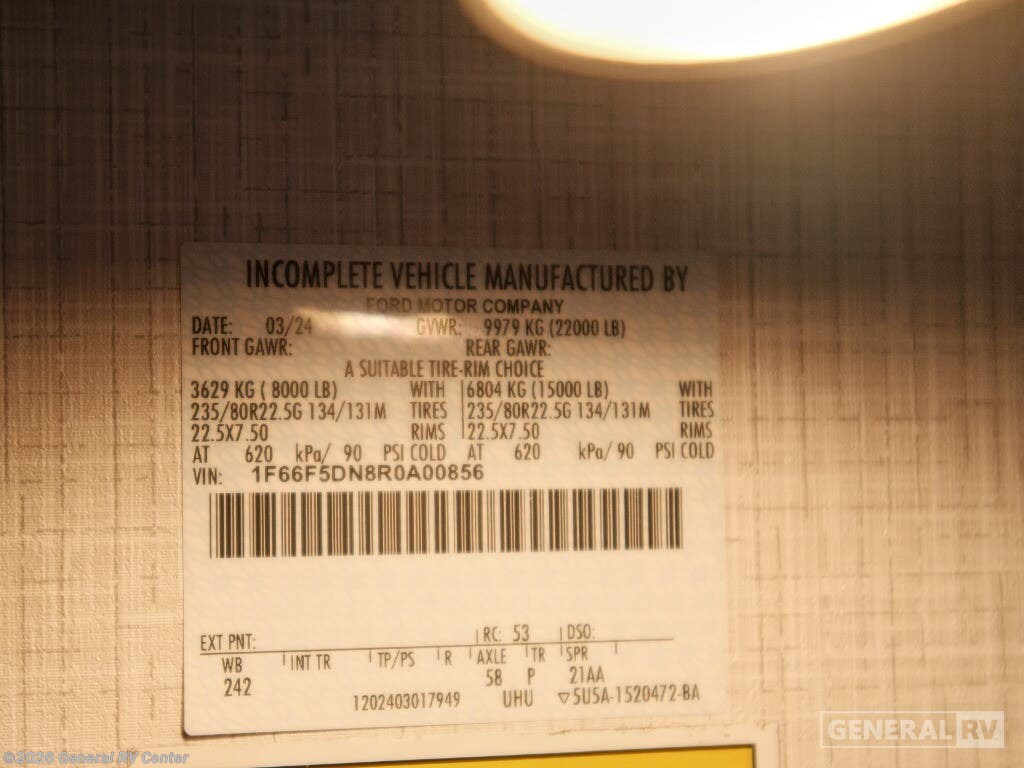 INCOMPLETE VEHICLE MANUFACTURED BY
FORD MOTOR COMPANY
DATE: 03/24 GVWR: 9979 KG (22000 LB)
FRONT GAWR: REAR GAWR:
A SUITABLE TIRE-RIM CHOICE
3629 KG ( 8000 LB) WITH 6804 KG (15000 LB) WITH
235/80R22.5G 134/131M TIRES 235/80R22.5G 134/131M TIRES
22.5X7.50 RIMS 22.5X7.50 RIMS
AT 620 kPa/ 90 PSI COLD AT 620 kPa/ 90 PSI COLD
VIN: 1F66F5DN8R0A00856
EXT PNT: RC: 53 DSO:
WB INT TR TP/PS R AXLE TR SPR
242 58 P 21AA
1202403017949 UHU ▽5U5A-1520472-BA
GENERAL RV
©2026 General RV Center